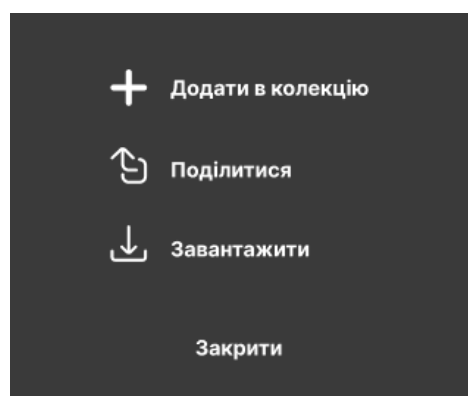 Додати в колекцію
Поділитися
Завантажити
Закрити